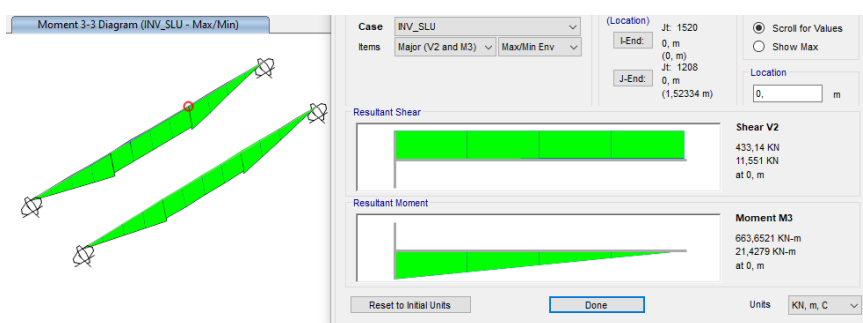 Moment 3-3 Diagram (INV_SLU - Max/Min)
Case
INV_SLU
Items
Major (V2 and M3)
Max/Min Env
(Location)
I-End:
Jt: 1520
0, m
(0, m)
J-End:
Jt: 1208
0, m
(1,52334 m)
Scroll for Values
Show Max
Location
0,
m
Resultant Shear
Shear V2
433,14 KN
11,551 KN
at 0, m
Resultant Moment
Moment M3
663,6521 KN-m
21,4279 KN-m
at 0, m
Reset to Initial Units
Done
Units
KN, m, C